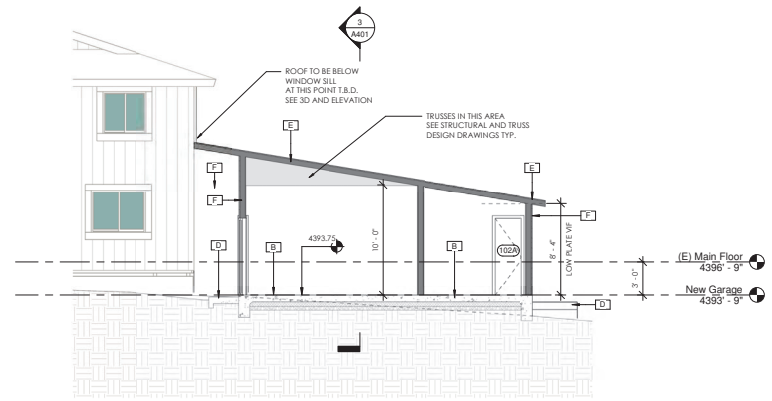 3
A401
ROOF TO BE BELOW
WINDOW SILL
AT THIS POINT T.B.D.
SEE 3D AND ELEVATION
TRUSSES IN THIS AREA
SEE STRUCTURAL AND TRUSS
DESIGN DRAWINGS TYP.
E
F
E
F
F
D
B
4393.75
10' - 0"
B
102A
8' - 4"
LOW PLATE VIF
(E) Main Floor
4396' - 9"
3' - 0"
New Garage
4393' - 9"
D